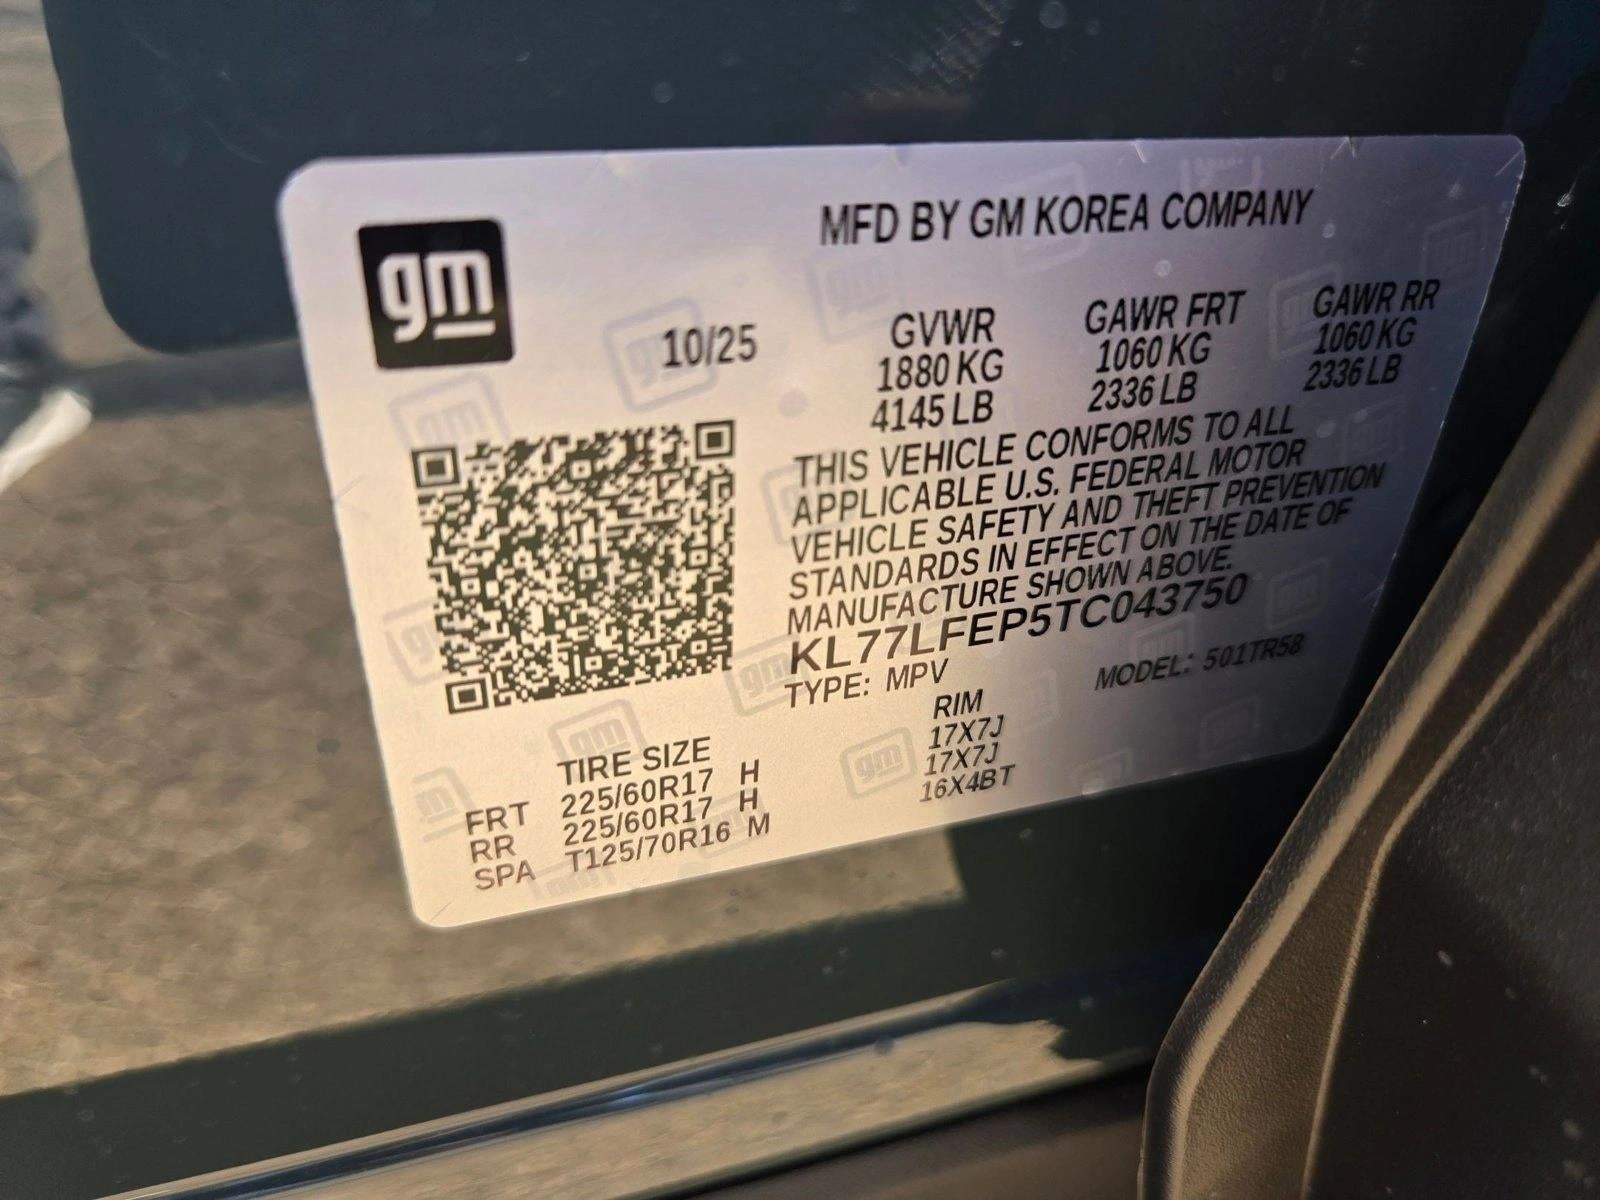 gm
MFD BY GM KOREA COMPANY
10/25
GVWR GAWR FRT GAWR RR
1880 KG 1060 KG 1060 KG
4145 LB 2336 LB 2336 LB
THIS VEHICLE CONFORMS TO ALL
APPLICABLE U.S. FEDERAL MOTOR
VEHICLE SAFETY AND THEFT PREVENTION
STANDARDS IN EFFECT ON THE DATE OF
MANUFACTURE SHOWN ABOVE.
KL77LFEP5TC043750
TYPE: MPV MODEL: 501TR58
TIRE SIZE RIM
FRT 225/60R17 H 17X7J
RR 225/60R17 H 17X7J
SPA T125/70R16 M 16X4BT